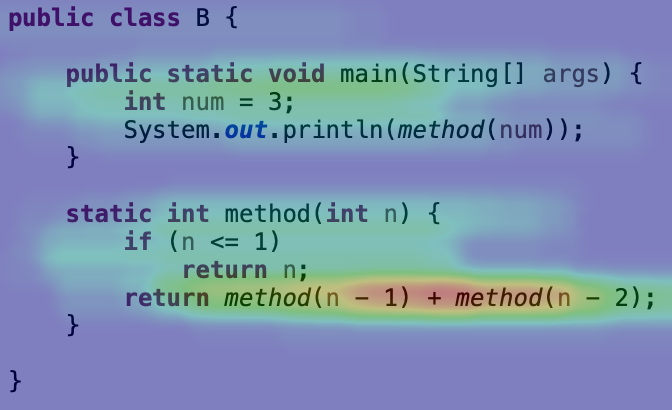 public class B {
    public static void main(String[] args) {
        int num = 3;
        System.out.println(method(num));
    }
    static int method(int n) {
        if (n <= 1)
            return n;
        return method(n - 1) + method(n - 2);
    }
}